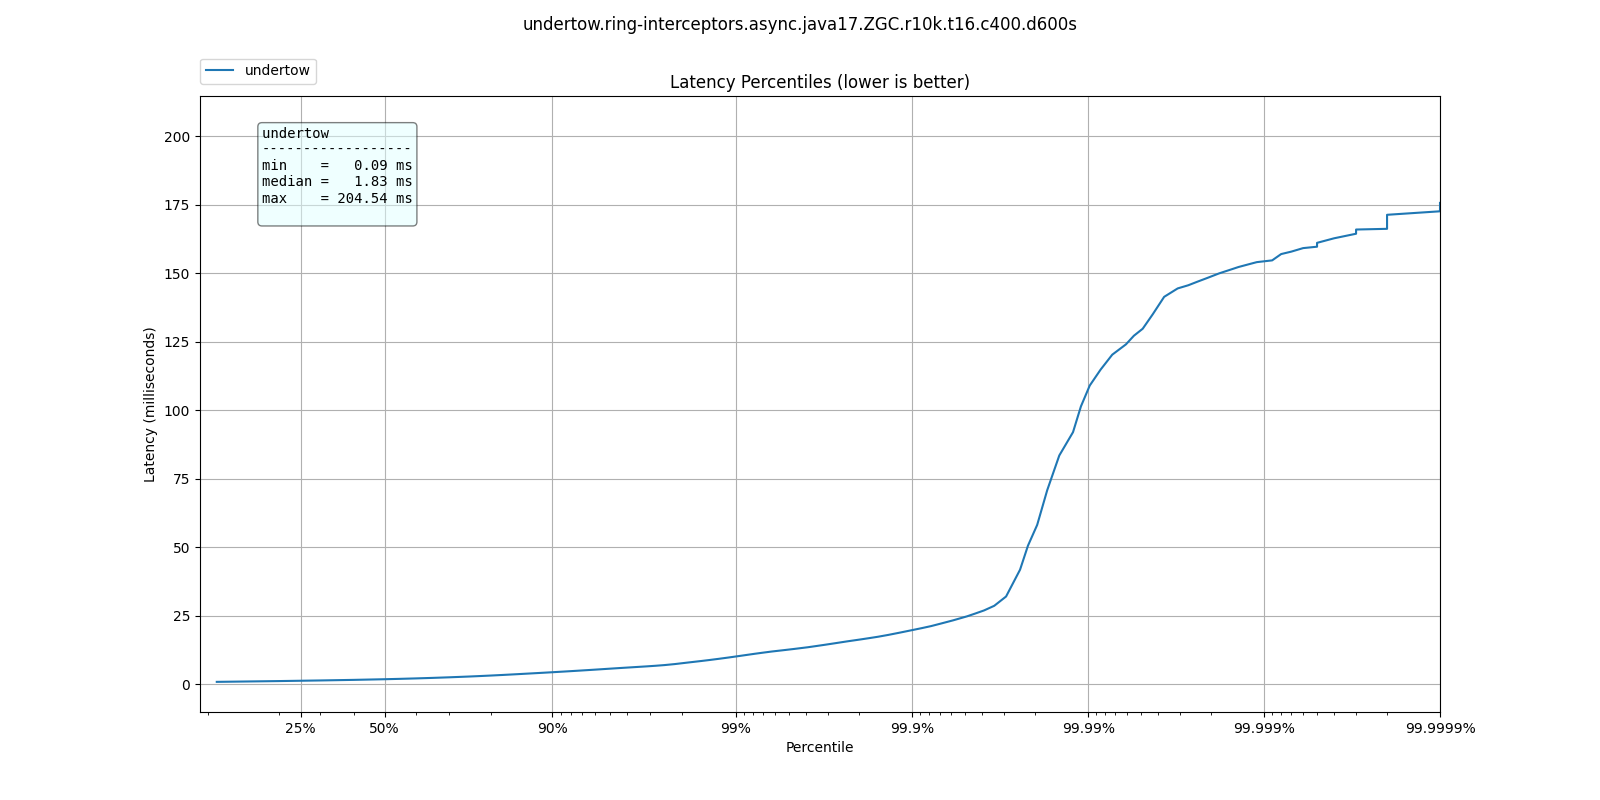 undertow.ring-interceptors.async.java17.ZGC.r10k.t16.c400.d600s
undertow
Latency Percentiles (lower is better)
undertow
------------------
min    =   0.09 ms
median =   1.83 ms
max    = 204.54 ms
200
175
150
125
100
75
50
25
0
Latency (milliseconds)
25% 50% 90% 99% 99.9% 99.99% 99.999% 99.9999%
Percentile